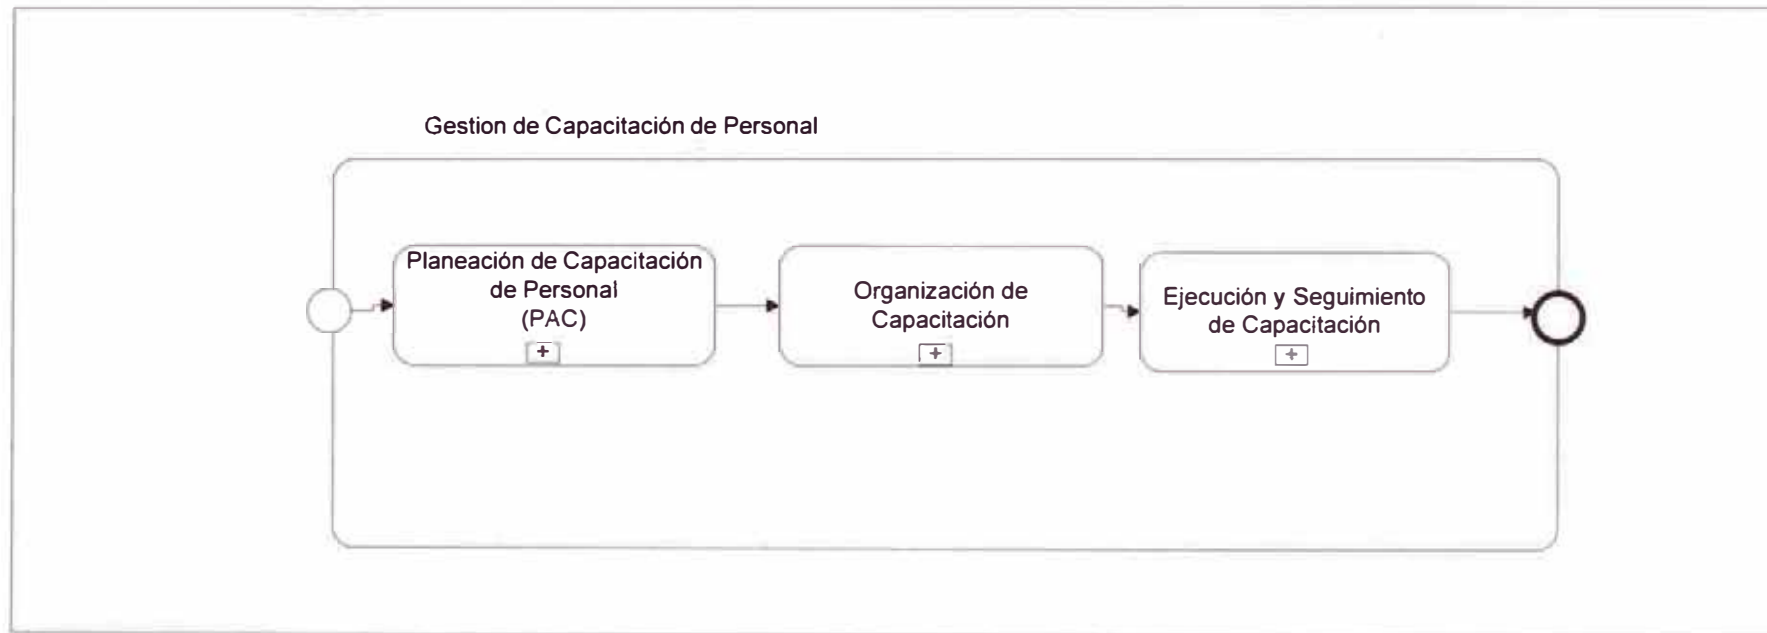 Gestion de Capacitación de Personal
Planeación de Capacitación
de Personal
(PAC)
Organización de
Capacitación
Ejecución y Seguimiento
de Capacitación